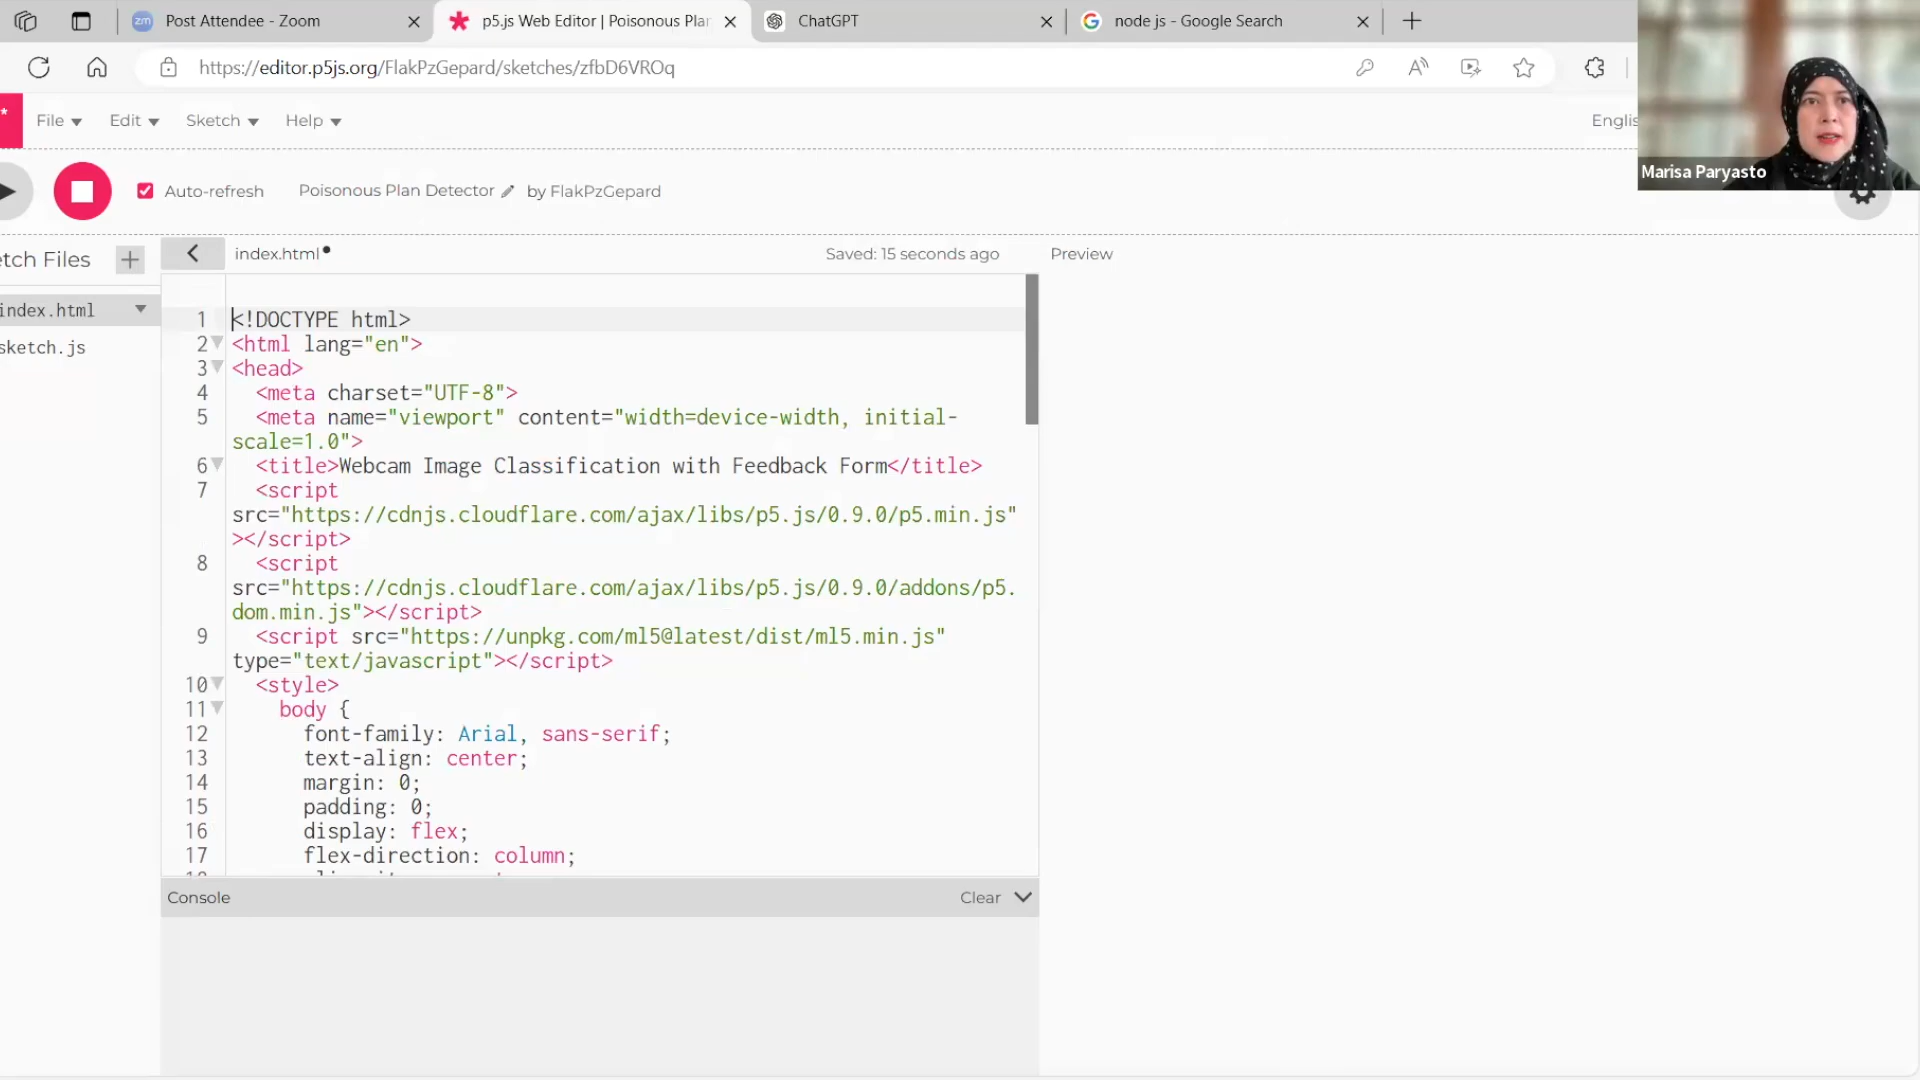 Post Attendee - Zoom
p5.js Web Editor | Poisonous Plan
ChatGPT
node js - Google Search
https://editor.p5js.org/FlakPzGepard/sketches/zfbD6VROq
File
Edit
Sketch
Help
Englis
Marisa Paryasto
Auto-refresh
Poisonous Plan Detector
by FlakPzGepard
etch Files
index.html
Saved: 15 seconds ago
Preview
index.html
sketch.js
1 <!DOCTYPE html>
2 <html lang="en">
3 <head>
4 <meta charset="UTF-8">
5 <meta name="viewport" content="width=device-width, initial-
scale=1.0">
6 <title>Webcam Image Classification with Feedback Form</title>
7 <script
src="https://cdnjs.cloudflare.com/ajax/libs/p5.js/0.9.0/p5.min.js"
></script>
8 <script
src="https://cdnjs.cloudflare.com/ajax/libs/p5.js/0.9.0/addons/p5.
dom.min.js"></script>
9 <script src="https://unpkg.com/ml5@latest/dist/ml5.min.js"
type="text/javascript"></script>
10 <style>
11 body {
12 font-family: Arial, sans-serif;
13 text-align: center;
14 margin: 0;
15 padding: 0;
16 display: flex;
17 flex-direction: column;
Console
Clear